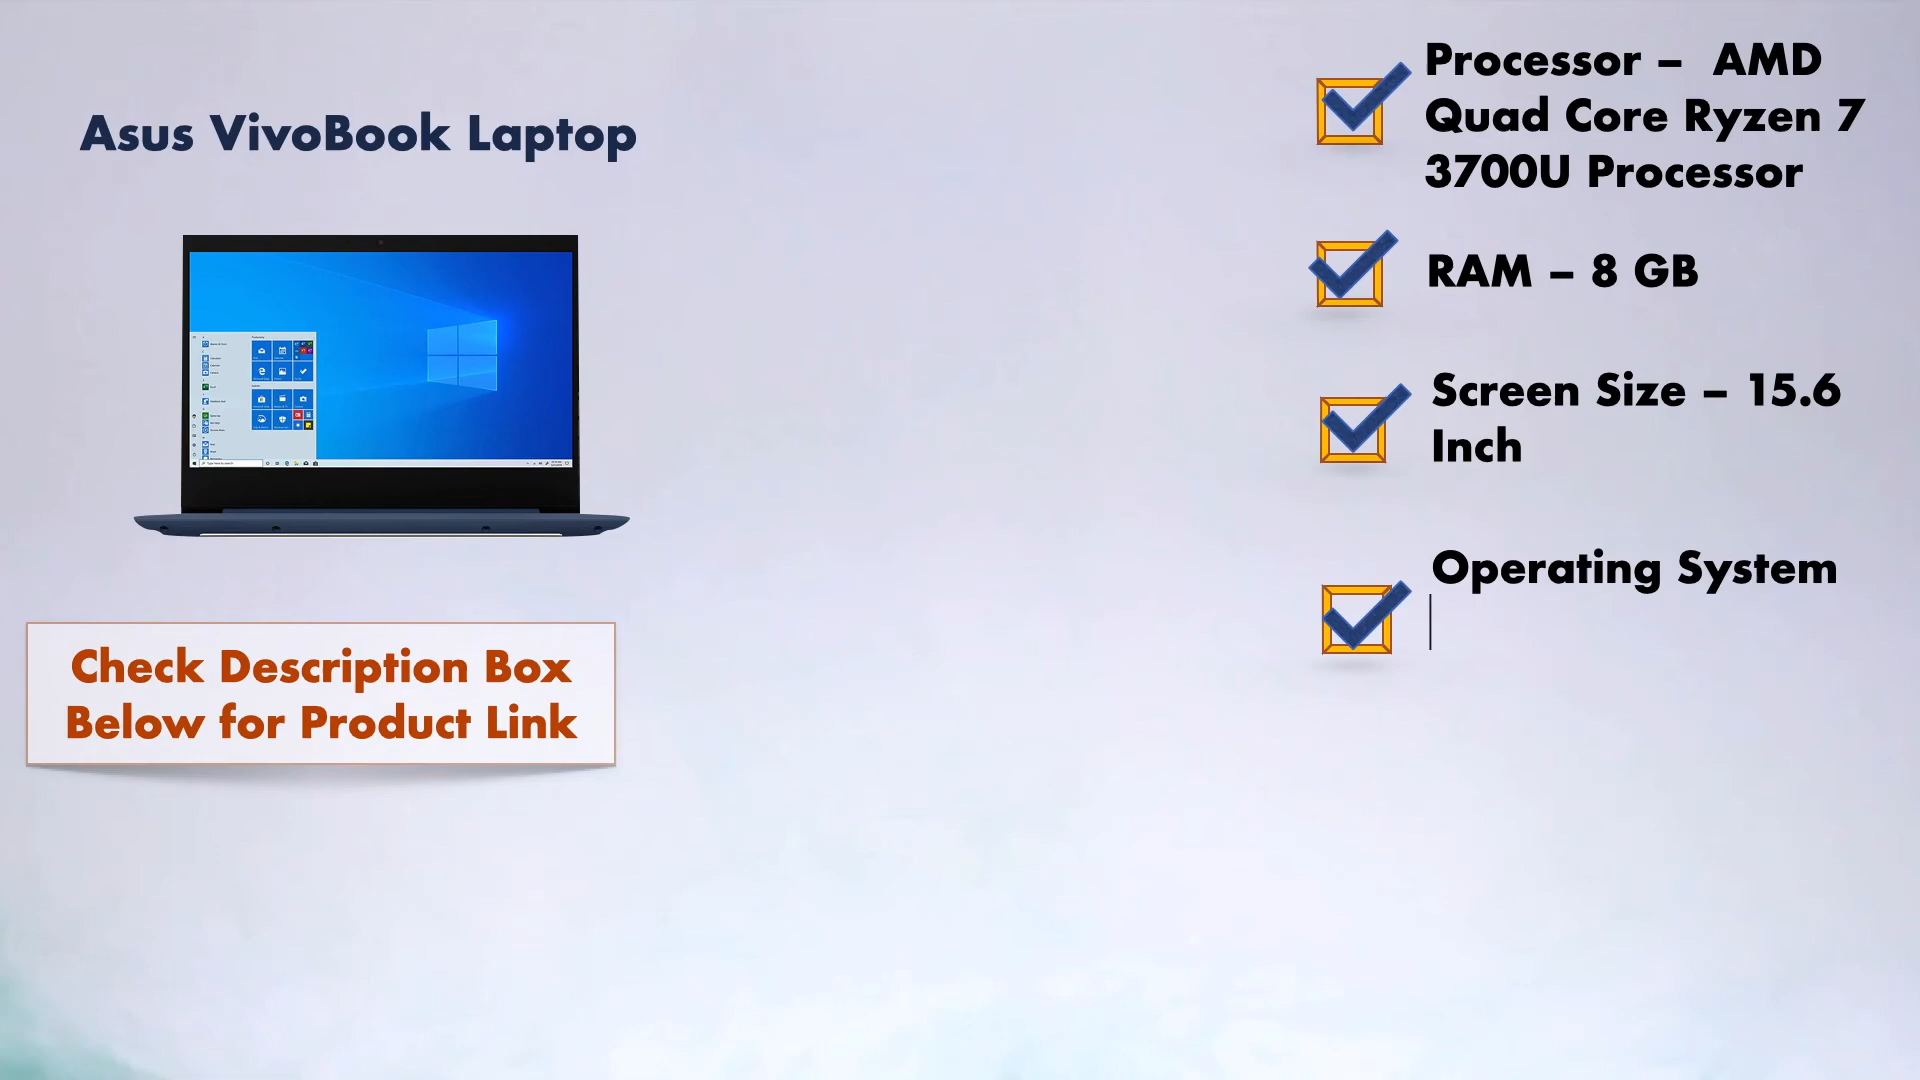 Asus VivoBook Laptop
Check Description Box
Below for Product Link
Processor –  AMD
Quad Core Ryzen 7
3700U Processor
RAM – 8 GB
Screen Size – 15.6
Inch
Operating System